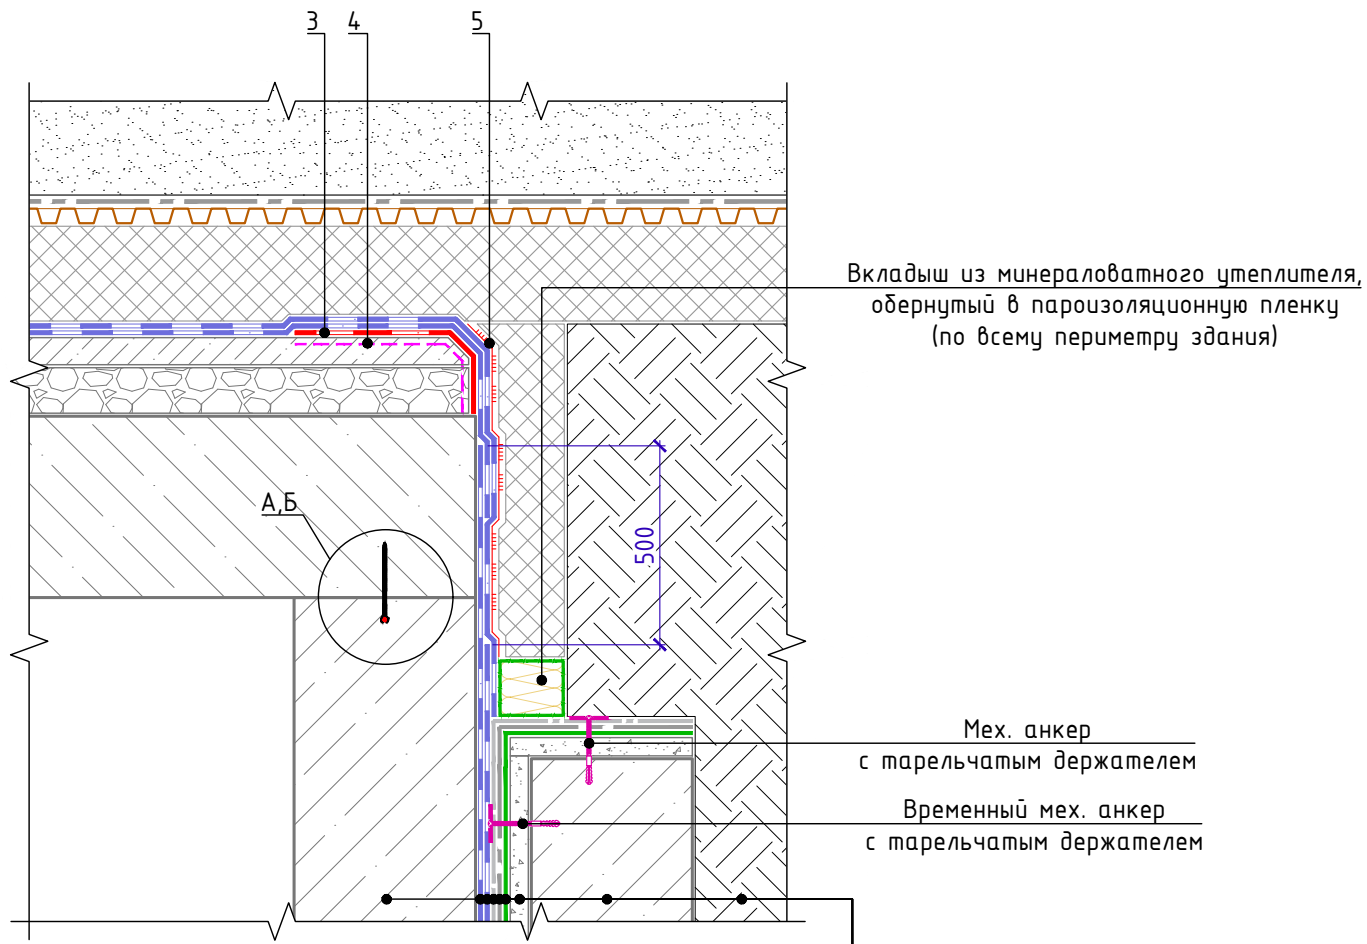 3 4 5
Вкладыш из минераловатного утеплителя,
обернутый в пароизоляционную пленку
(по всему периметру здания)
А,Б
500
Мех. анкер
с тарельчатым держателем
Временный мех. анкер
с тарельчатым держателем